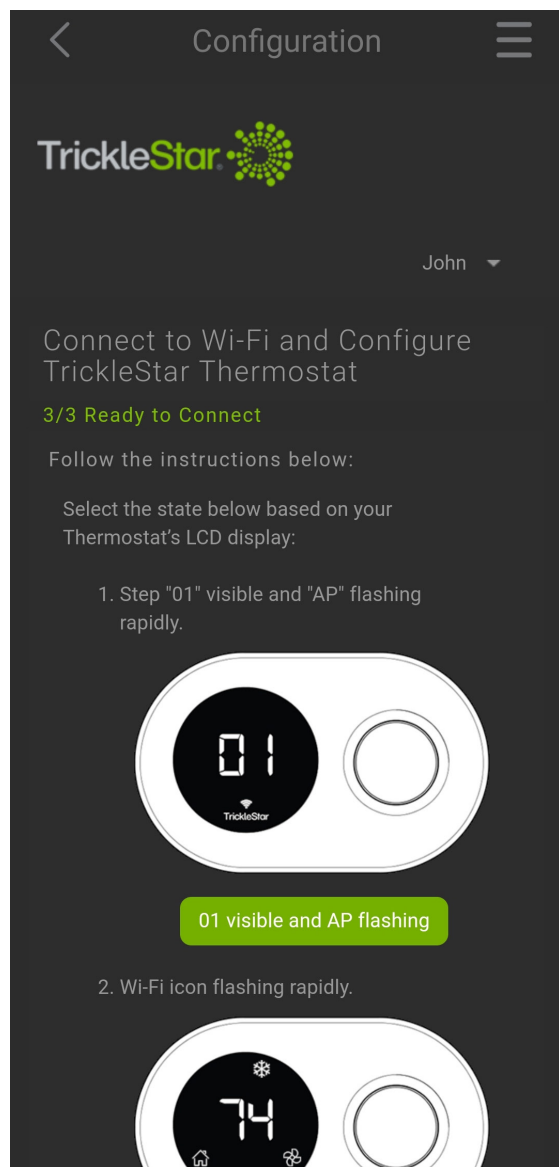 Configuration
TrickleStar
John
Connect to Wi-Fi and Configure
TrickleStar Thermostat
3/3 Ready to Connect
Follow the instructions below:
Select the state below based on your
Thermostat’s LCD display:
1. Step "01" visible and "AP" flashing
rapidly.
01
TrickleStar
01 visible and AP flashing
2. Wi-Fi icon flashing rapidly.
74